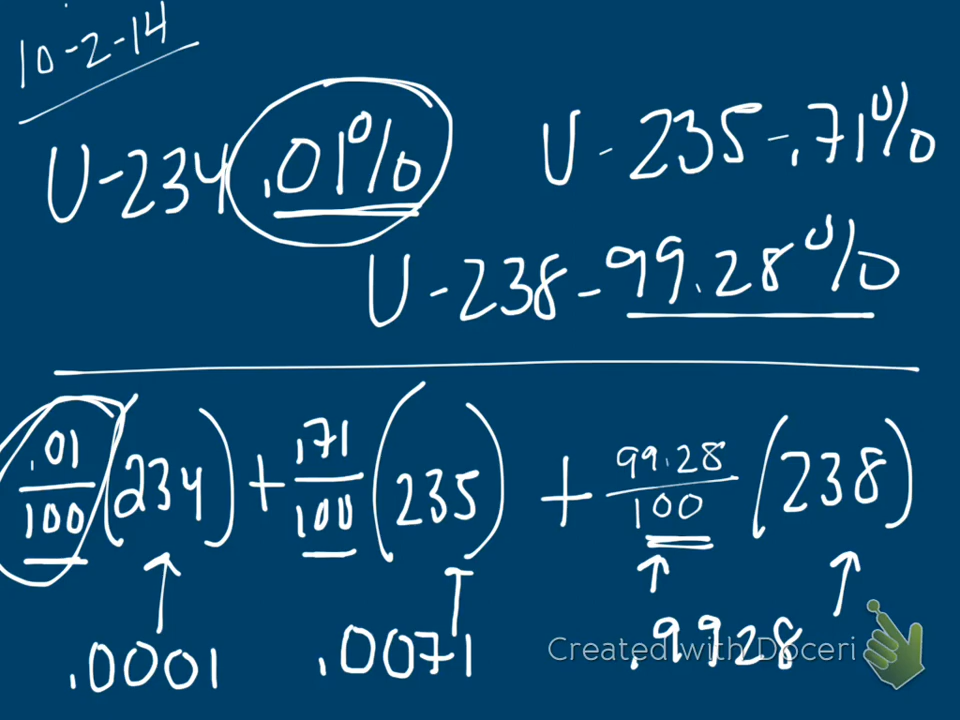 10-2-14
U-234 .01% U-235-.71%
U-238-99.28%
.01/100 (234) + .71/100 (235) + 99.28/100 (238)
.0001 .0071 .9928
Created with Doceri